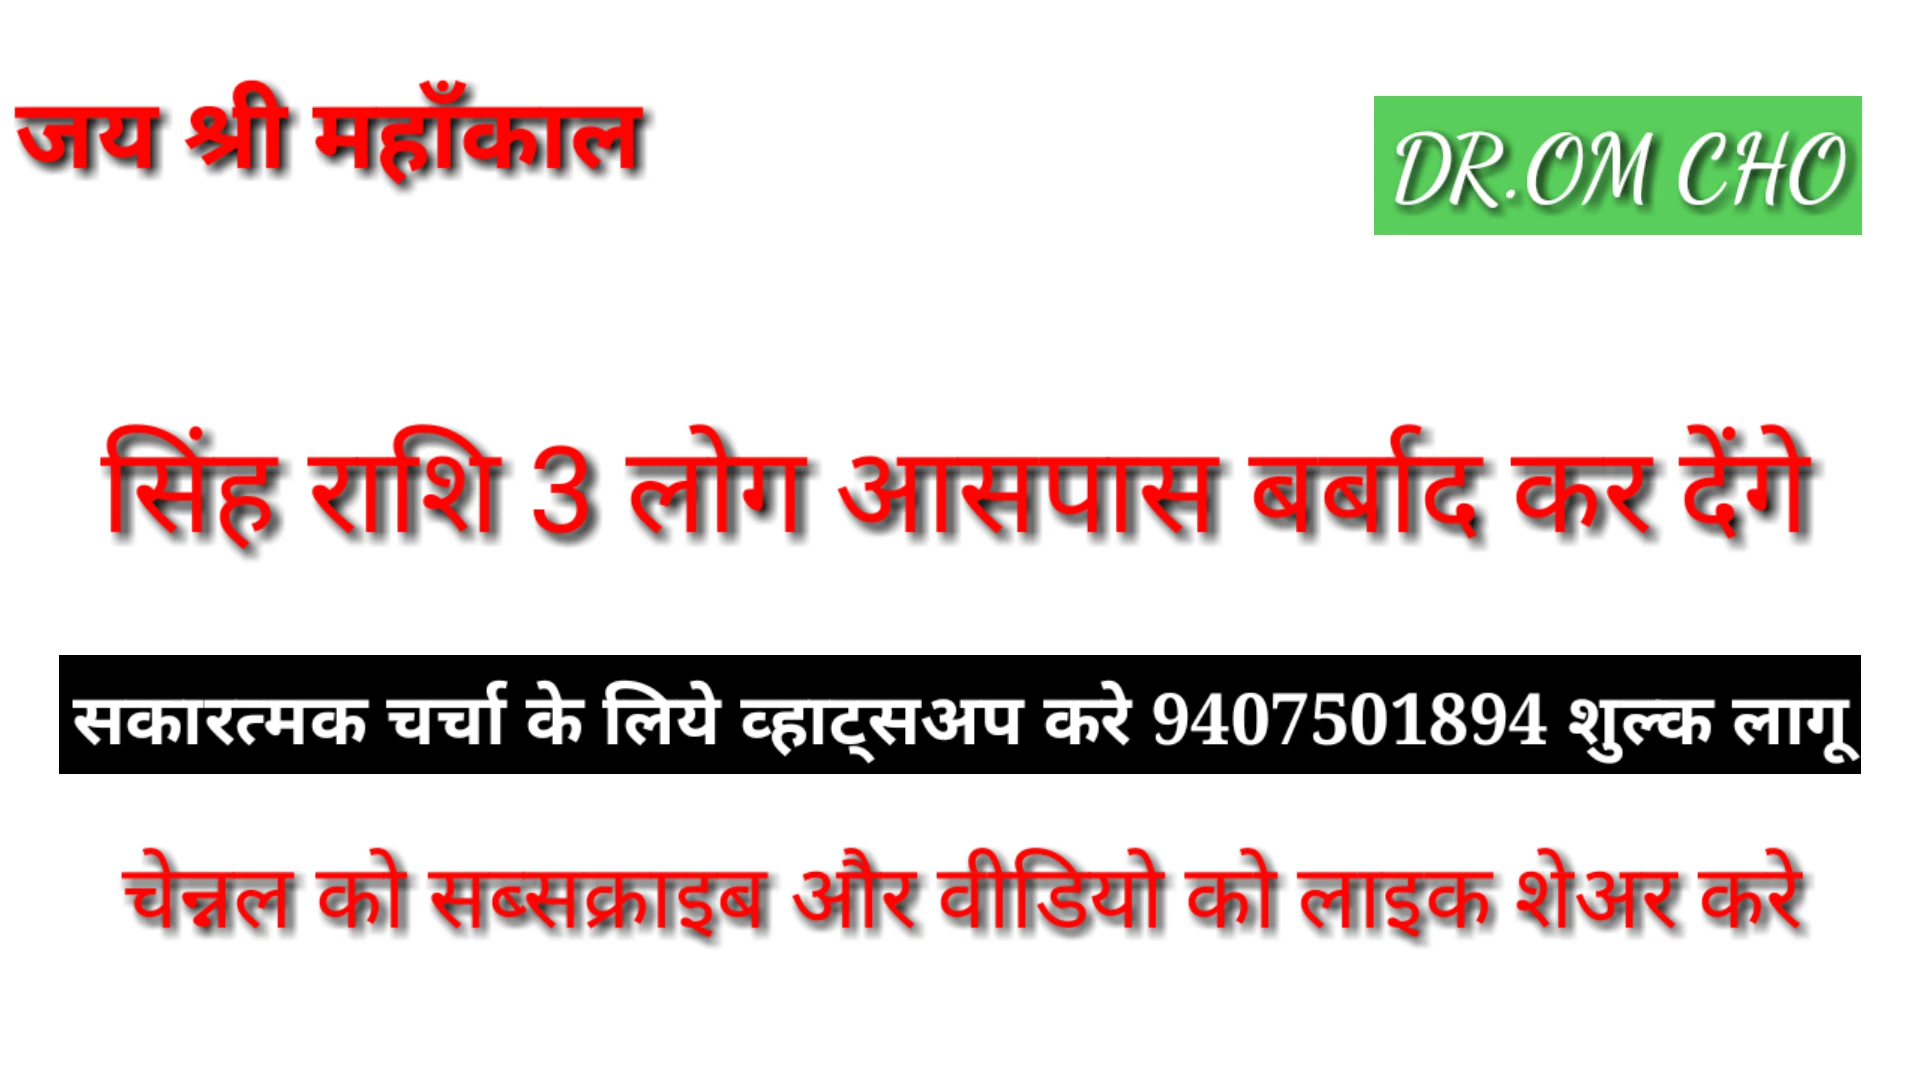 जय श्री महाँकाल
DR.OM CHO
सिंह राशि 3 लोग आसपास बर्बाद कर देंगे
सकारत्मक चर्चा के लिये व्हाट्सअप करे 9407501894 शुल्क लागू
चेन्नल को सब्सक्राइब और वीडियो को लाइक शेअर करे